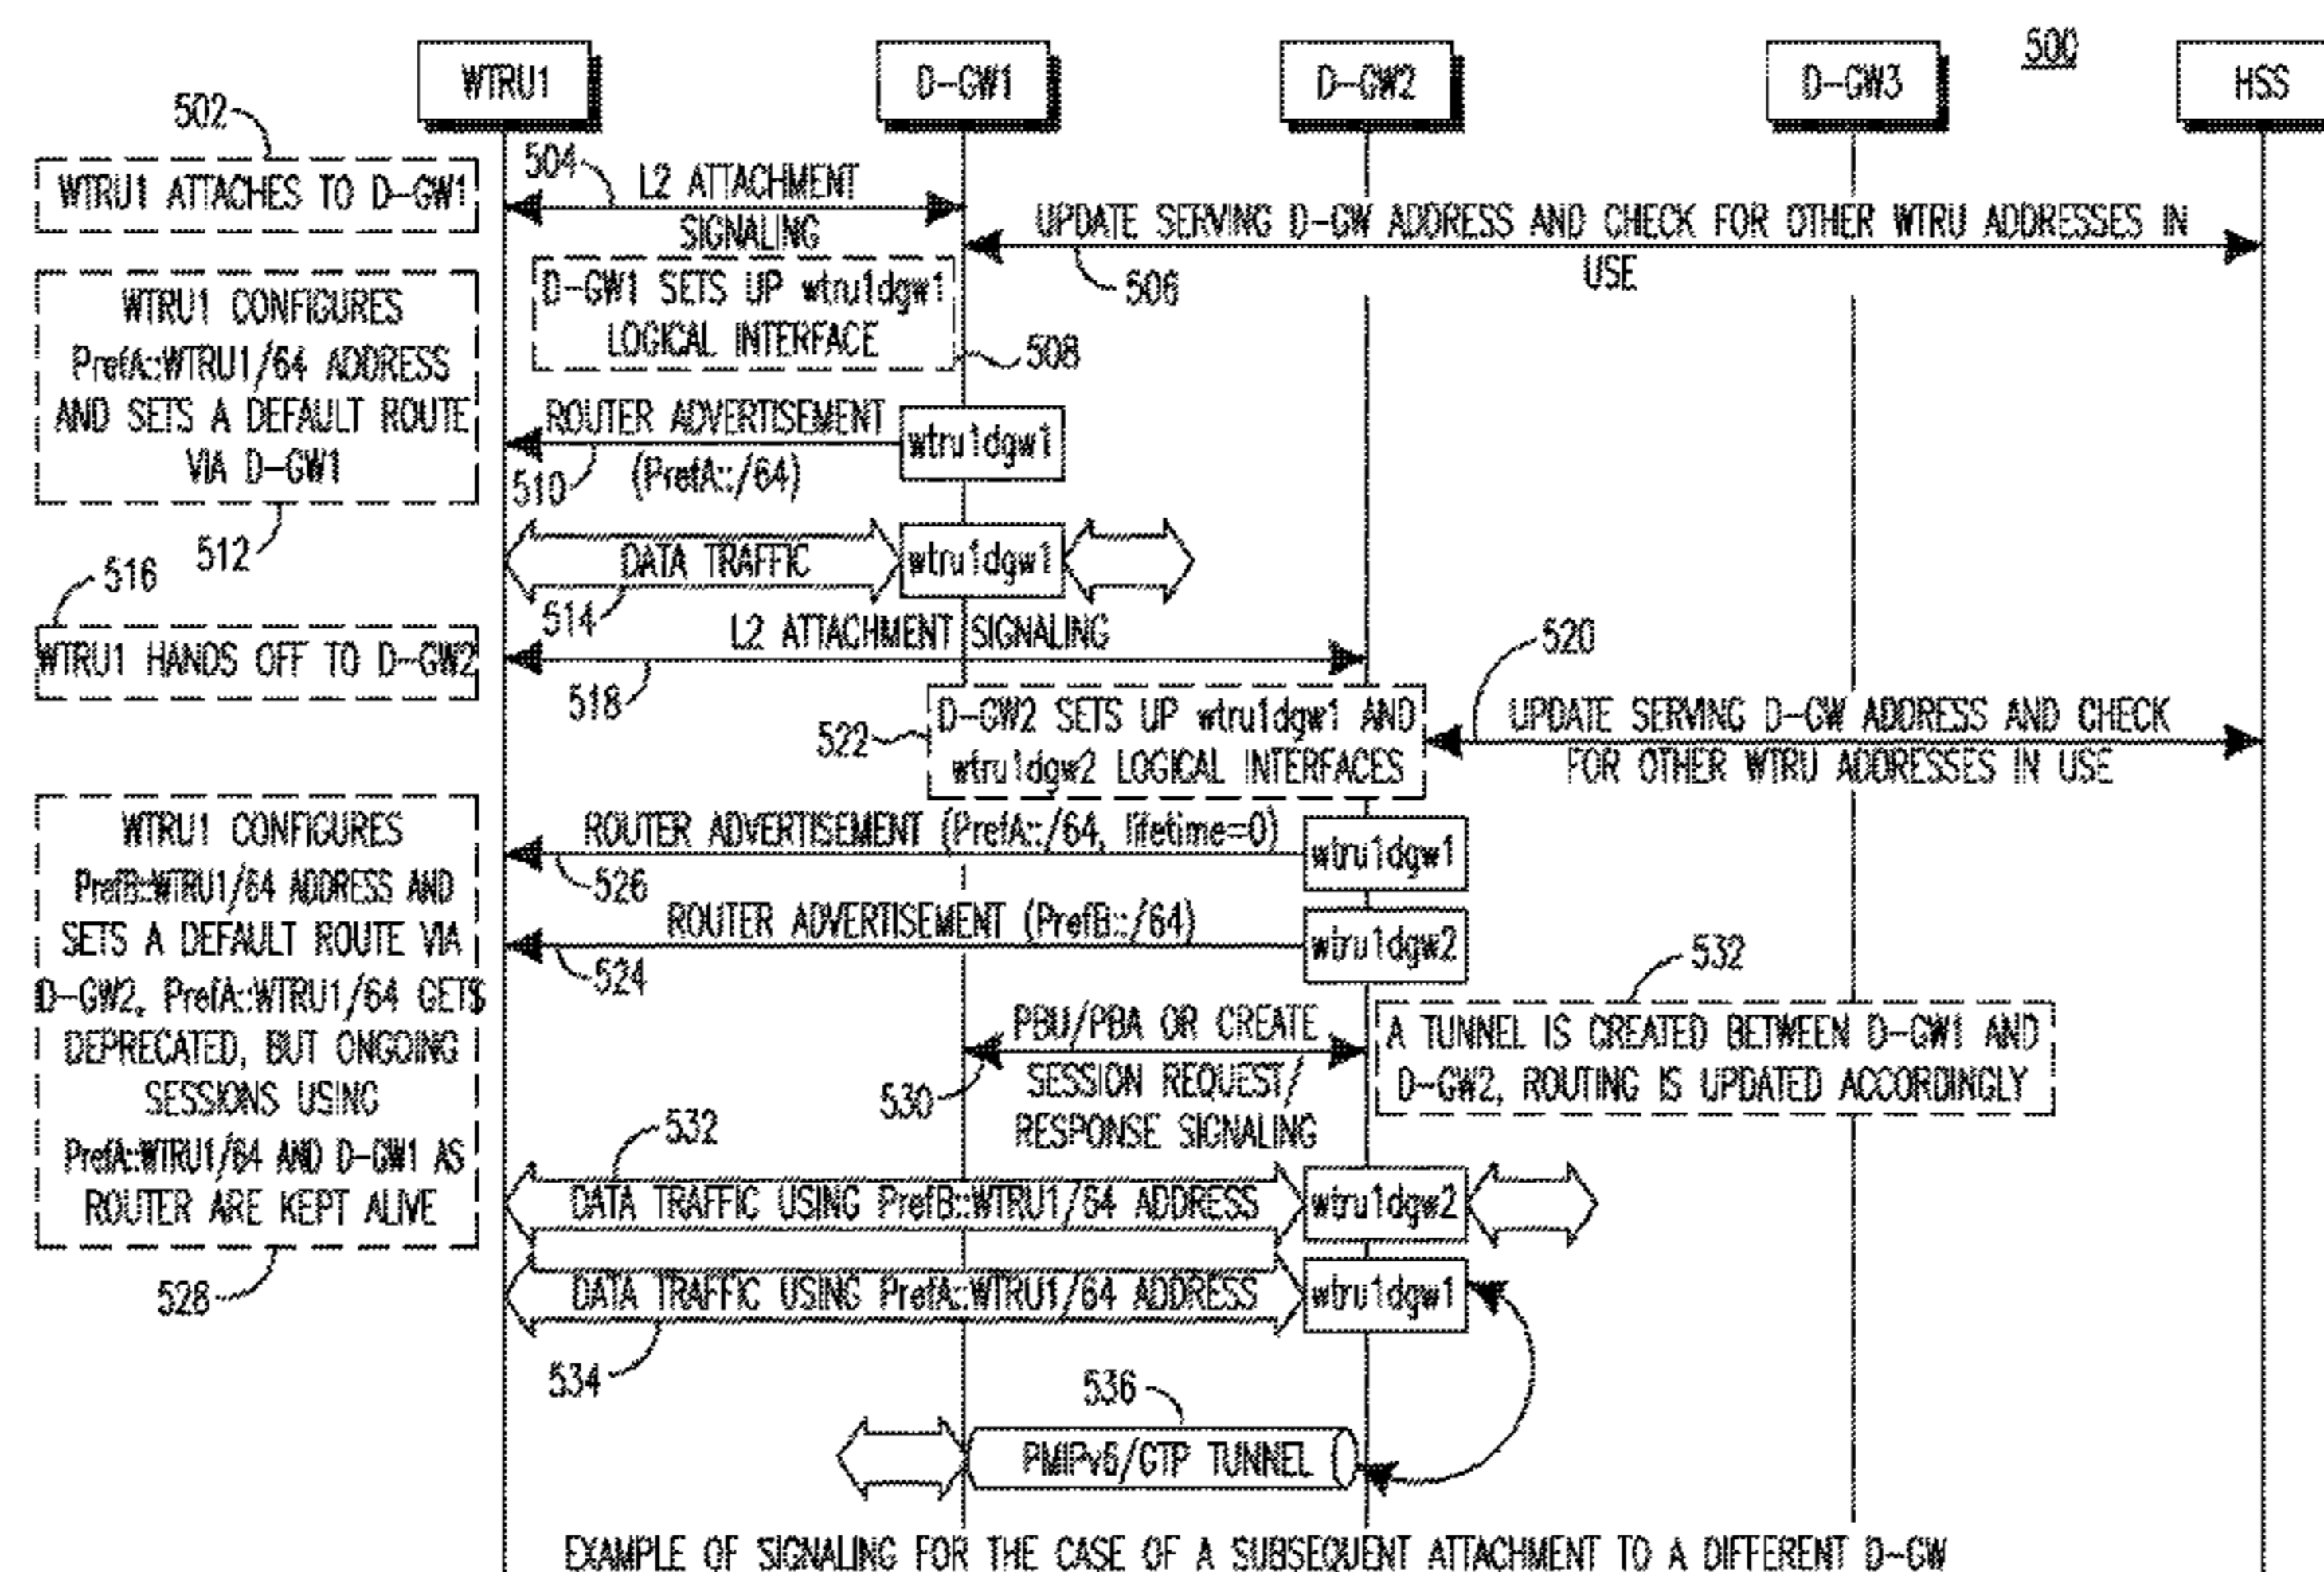 500
WTRU1
D-GW1
D-GW2
D-GW3
HSS
502
WTRU1 ATTACHES TO D-GW1
504
L2 ATTACHMENT
SIGNALING
UPDATE SERVING D-GW ADDRESS AND CHECK FOR OTHER WTRU ADDRESSES IN
USE
506
D-GW1 SETS UP wtru1dgw1
LOGICAL INTERFACE
508
WTRU1 CONFIGURES
PrefA::WTRU1/64 ADDRESS
AND SETS A DEFAULT ROUTE
VIA D-GW1
512
ROUTER ADVERTISEMENT
(PrefA::/64)
510
wtru1dgw1
DATA TRAFFIC
wtru1dgw1
514
516
WTRU1 HANDS OFF TO D-GW2
L2 ATTACHMENT SIGNALING
518
520
UPDATE SERVING D-GW ADDRESS AND CHECK
FOR OTHER WTRU ADDRESSES IN USE
522
D-GW2 SETS UP wtru1dgw1 AND
wtru1dgw2 LOGICAL INTERFACES
ROUTER ADVERTISEMENT (PrefA::/64, lifetime=0)
wtru1dgw1
526
ROUTER ADVERTISEMENT (PrefB::/64)
wtru1dgw2
524
WTRU1 CONFIGURES
PrefB::WTRU1/64 ADDRESS AND
SETS A DEFAULT ROUTE VIA
D-GW2, PrefA::WTRU1/64 GETS
DEPRECATED, BUT ONGOING
SESSIONS USING
PrefA::WTRU1/64 AND D-GW1 AS
ROUTER ARE KEPT ALIVE
528
PBU/PBA OR CREATE
SESSION REQUEST/
RESPONSE SIGNALING
530
532
A TUNNEL IS CREATED BETWEEN D-GW1 AND
D-GW2, ROUTING IS UPDATED ACCORDINGLY
532
DATA TRAFFIC USING PrefB::WTRU1/64 ADDRESS
wtru1dgw2
DATA TRAFFIC USING PrefA::WTRU1/64 ADDRESS
wtru1dgw1
534
536
PMIPv6/GTP TUNNEL
EXAMPLE OF SIGNALING FOR THE CASE OF A SUBSEQUENT ATTACHMENT TO A DIFFERENT D-GW